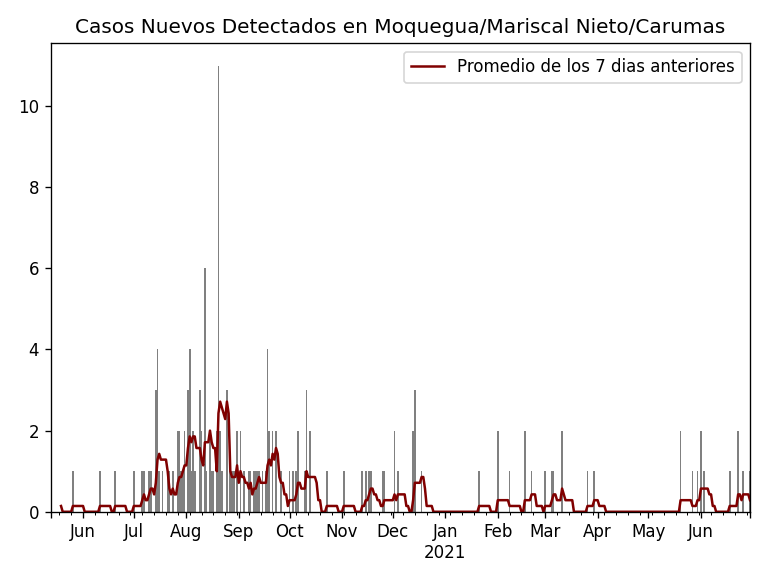 Casos Nuevos Detectados en Moquegua/Mariscal Nieto/Carumas
Promedio de los 7 dias anteriores
10
8
6
4
2
0
Jun Jul Aug Sep Oct Nov Dec Jan Feb Mar Apr May Jun
2021